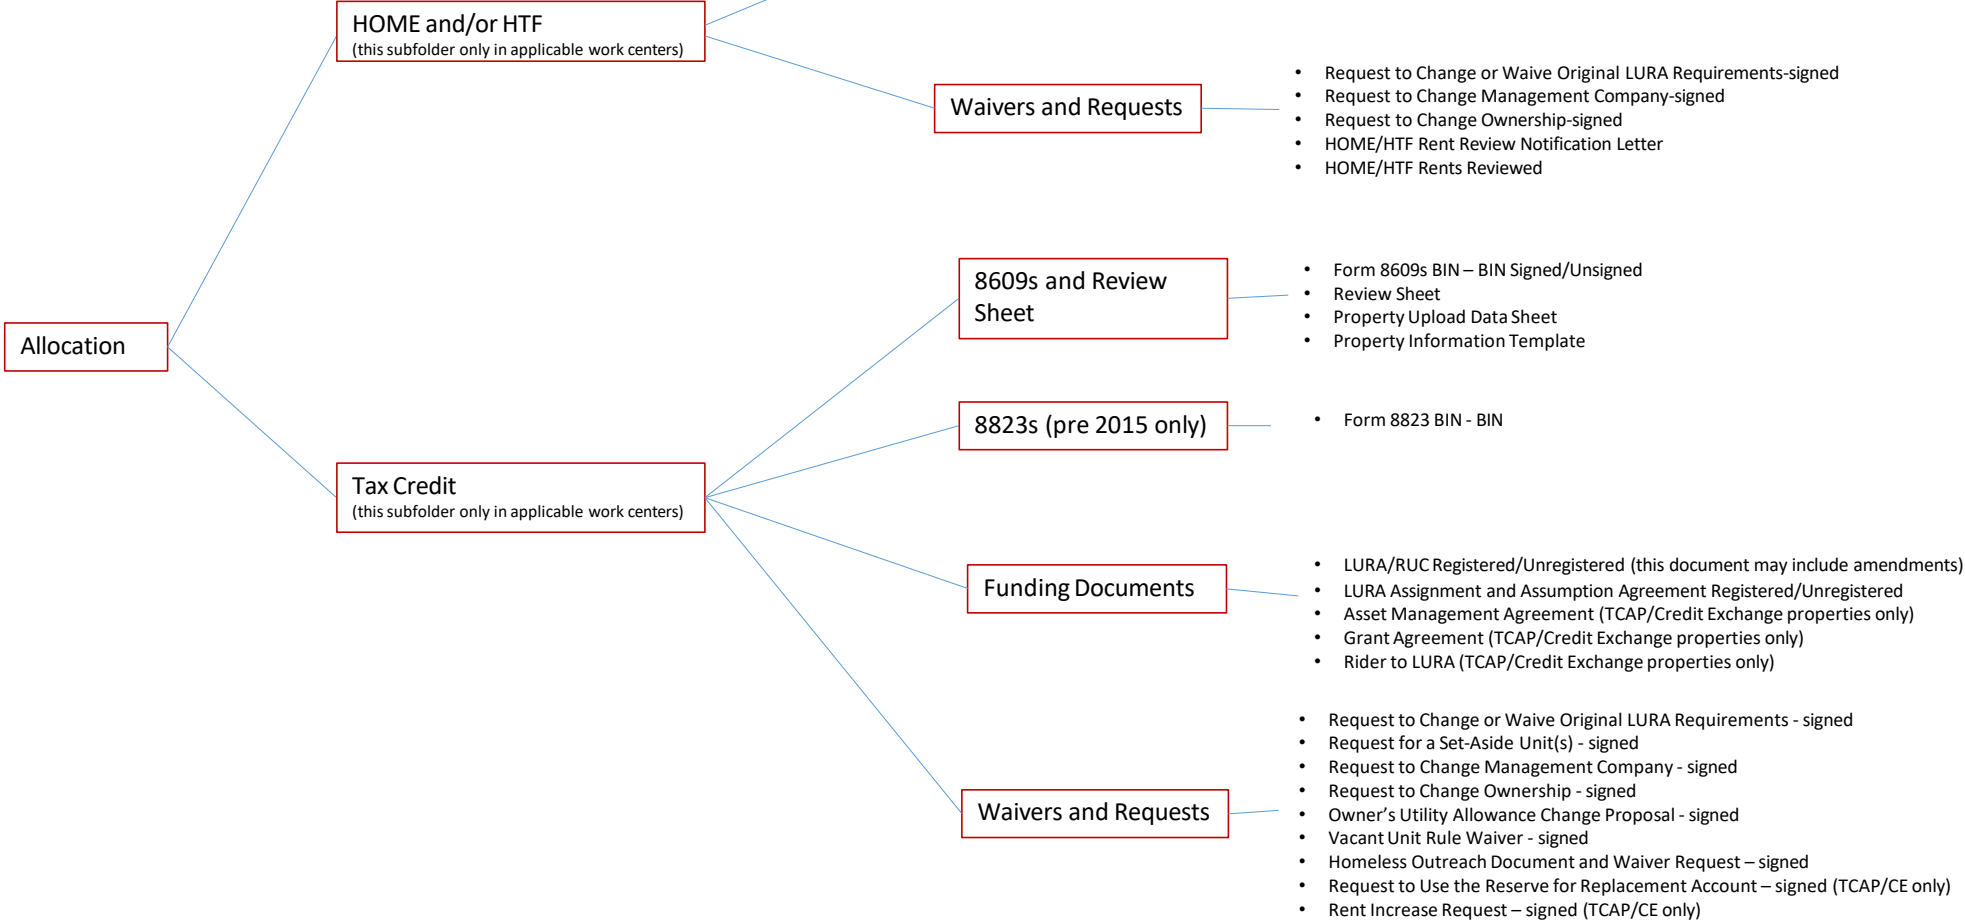 HOME and/or HTF
(this subfolder only in applicable work centers)
Waivers and Requests
• Request to Change or Waive Original LURA Requirements-signed
• Request to Change Management Company-signed
• Request to Change Ownership-signed
• HOME/HTF Rent Review Notification Letter
• HOME/HTF Rents Reviewed
Allocation
8609s and Review
Sheet
• Form 8609s BIN – BIN Signed/Unsigned
• Review Sheet
• Property Upload Data Sheet
• Property Information Template
8823s (pre 2015 only)
• Form 8823 BIN - BIN
Tax Credit
(this subfolder only in applicable work centers)
Funding Documents
• LURA/RUC Registered/Unregistered (this document may include amendments)
• LURA Assignment and Assumption Agreement Registered/Unregistered
• Asset Management Agreement (TCAP/Credit Exchange properties only)
• Grant Agreement (TCAP/Credit Exchange properties only)
• Rider to LURA (TCAP/Credit Exchange properties only)
Waivers and Requests
• Request to Change or Waive Original LURA Requirements - signed
• Request for a Set-Aside Unit(s) - signed
• Request to Change Management Company - signed
• Request to Change Ownership - signed
• Owner’s Utility Allowance Change Proposal - signed
• Vacant Unit Rule Waiver - signed
• Homeless Outreach Document and Waiver Request – signed
• Request to Use the Reserve for Replacement Account – signed (TCAP/CE only)
• Rent Increase Request – signed (TCAP/CE only)